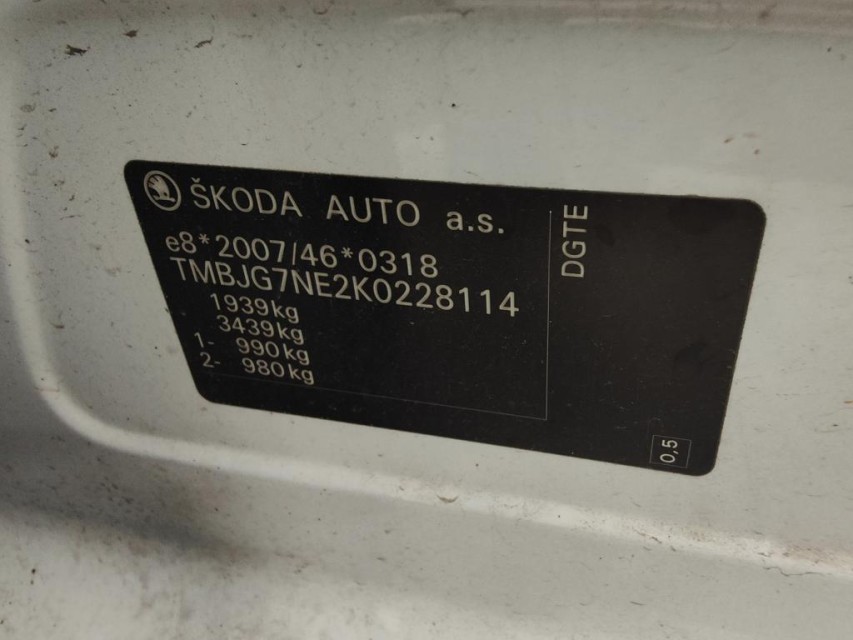 ŠKODA AUTO a.s.
e8*2007/46*0318
TMBJG7NE2K0228114
1939kg
3439kg
1- 990kg
2- 980kg
DGTE
0,5